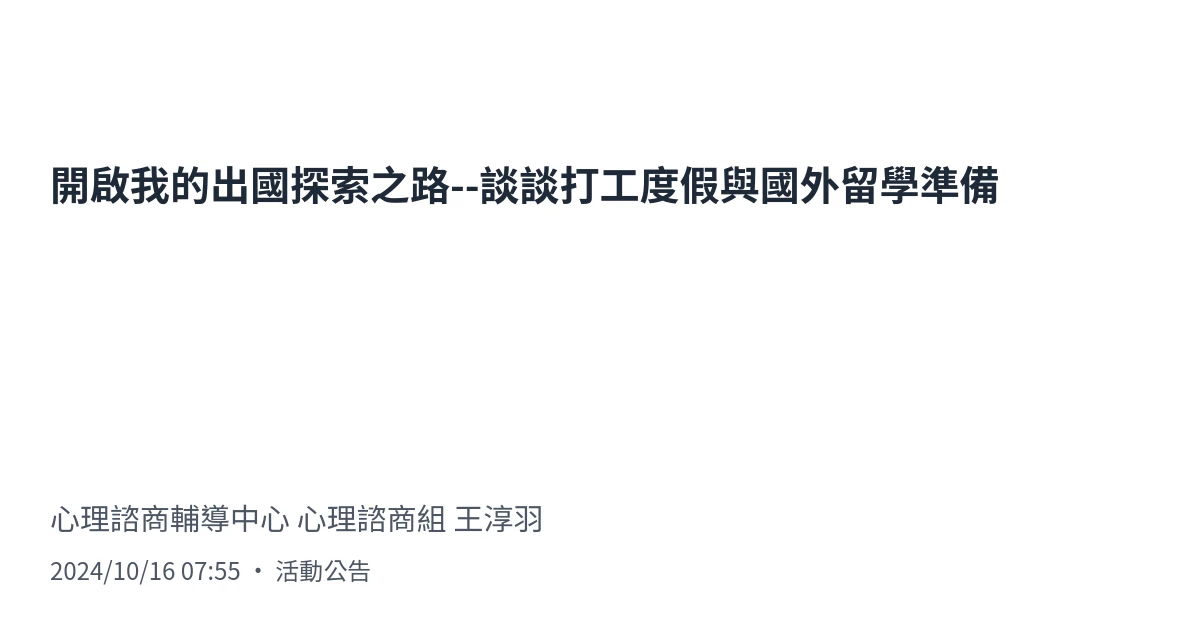 開啟我的出國探索之路--談談打工度假與國外留學準備
心理諮商輔導中心 心理諮商組 王淳羽
2024/10/16 07:55 • 活動公告